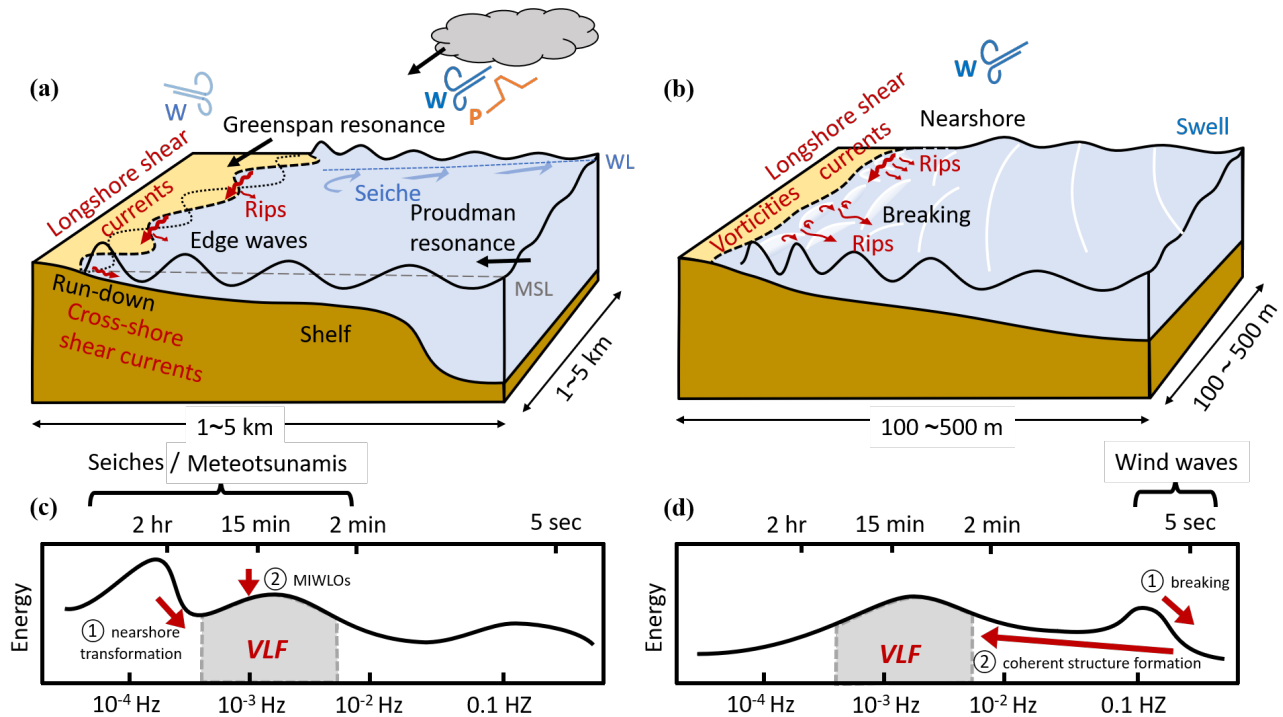 (a)
W
W
P
Greenspan resonance
Longshore shear
currents
WL
Seiche
Rips
Proudman
resonance
Edge waves
MSL
Run-down
Cross-shore
shear currents
Shelf
1~5 km
1~5 km
(b)
W
Nearshore
Swell
Longshore shear
currents
Vorticities
Rips
Breaking
Rips
100 ~ 500 m
100 ~500 m
Seiches / Meteotsunamis
(c)
2 hr
15 min
2 min
5 sec
Energy
② MIWLOs
① nearshore
transformation
VLF
10-4 Hz
10-3 Hz
10-2 Hz
0.1 HZ
Wind waves
(d)
2 hr
15 min
2 min
5 sec
Energy
① breaking
VLF
② coherent structure formation
10-4 Hz
10-3 Hz
10-2 Hz
0.1 Hz